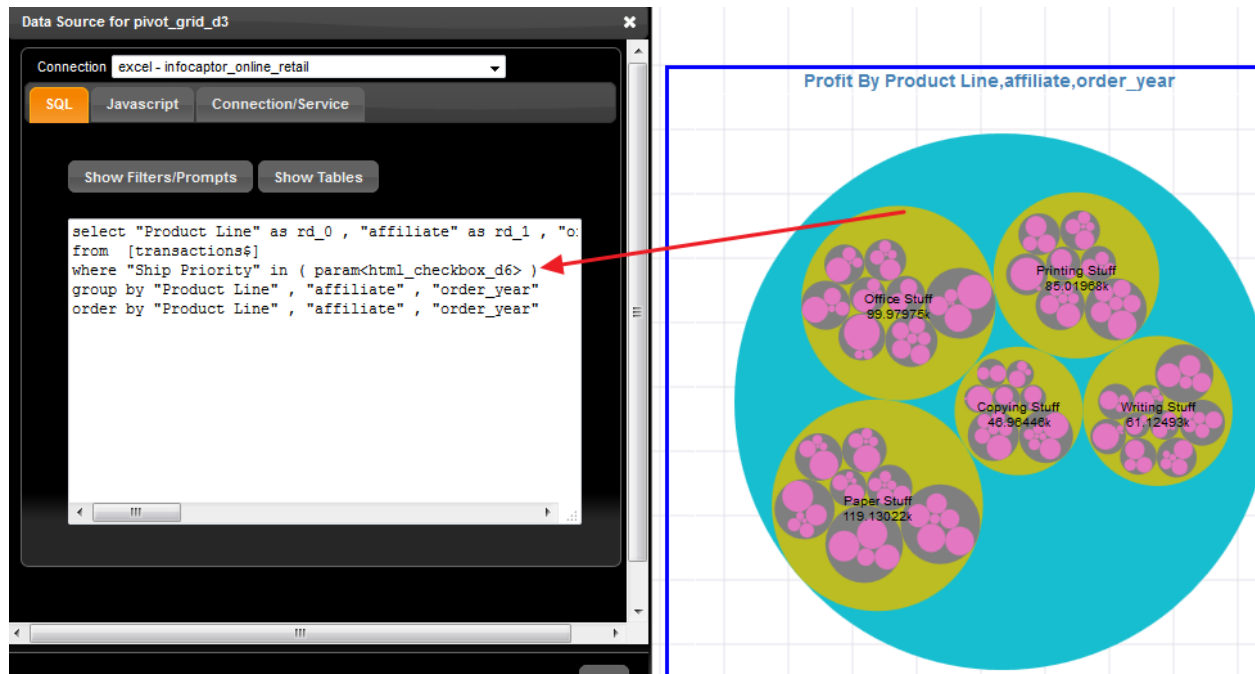 Data Source for pivot_grid_d3
Connection excel - infocaptor_online_retail
SQL Javascript Connection/Service
Show Filters/Prompts Show Tables
select "Product Line" as rd_0 , "affiliate" as rd_1 , "o
from [transactions$]
where "Ship Priority" in ( param<html_checkbox_d6> )
group by "Product Line" , "affiliate" , "order_year"
order by "Product Line" , "affiliate" , "order_year"
Profit By Product Line,affiliate,order_year
Printing Stuff
85.01968k
Office Stuff
99.97975k
Copying Stuff
46.96446k
Writing Stuff
61.12493k
Paper Stuff
119.13022k